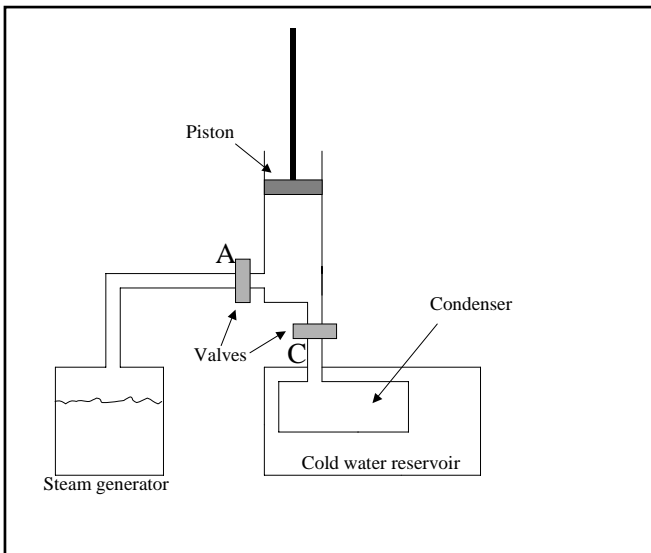 Piston
A
Condenser
Valves
C
Cold water reservoir
Steam generator